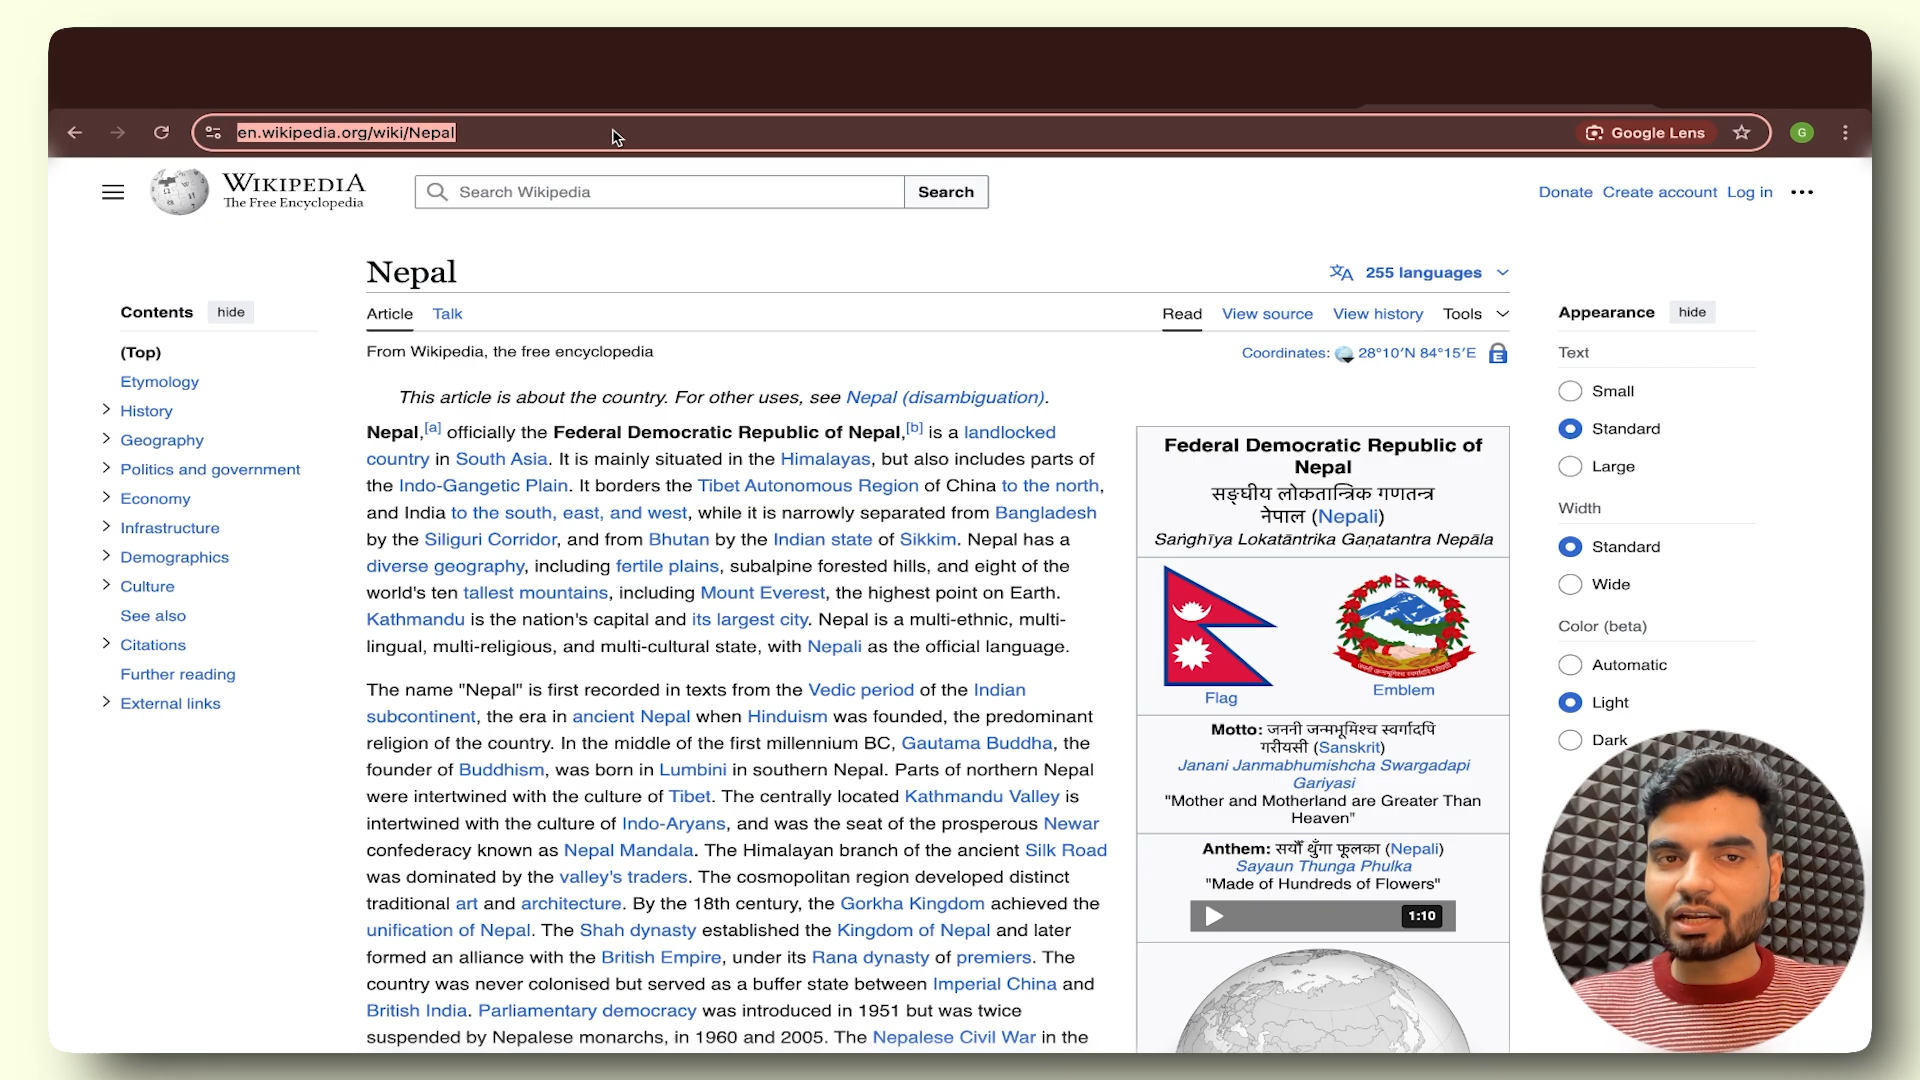 en.wikipedia.org/wiki/Nepal
Google Lens
G
WIKIPEDIA
The Free Encyclopedia
Search Wikipedia
Search
Donate Create account Log in
Nepal
255 languages
Contents hide
(Top)
Etymology
History
Geography
Politics and government
Economy
Infrastructure
Demographics
Culture
See also
Citations
Further reading
External links
Article Talk
Read View source View history Tools
From Wikipedia, the free encyclopedia
Coordinates: 28°10′N 84°15′E
This article is about the country. For other uses, see Nepal (disambiguation).
Nepal,[a] officially the Federal Democratic Republic of Nepal,[b] is a landlocked
country in South Asia. It is mainly situated in the Himalayas, but also includes parts of
the Indo-Gangetic Plain. It borders the Tibet Autonomous Region of China to the north,
and India to the south, east, and west, while it is narrowly separated from Bangladesh
by the Siliguri Corridor, and from Bhutan by the Indian state of Sikkim. Nepal has a
diverse geography, including fertile plains, subalpine forested hills, and eight of the
world's ten tallest mountains, including Mount Everest, the highest point on Earth.
Kathmandu is the nation's capital and its largest city. Nepal is a multi-ethnic, multi-
lingual, multi-religious, and multi-cultural state, with Nepali as the official language.
The name "Nepal" is first recorded in texts from the Vedic period of the Indian
subcontinent, the era in ancient Nepal when Hinduism was founded, the predominant
religion of the country. In the middle of the first millennium BC, Gautama Buddha, the
founder of Buddhism, was born in Lumbini in southern Nepal. Parts of northern Nepal
were intertwined with the culture of Tibet. The centrally located Kathmandu Valley is
intertwined with the culture of Indo-Aryans, and was the seat of the prosperous Newar
confederacy known as Nepal Mandala. The Himalayan branch of the ancient Silk Road
was dominated by the valley's traders. The cosmopolitan region developed distinct
traditional art and architecture. By the 18th century, the Gorkha Kingdom achieved the
unification of Nepal. The Shah dynasty established the Kingdom of Nepal and later
formed an alliance with the British Empire, under its Rana dynasty of premiers. The
country was never colonised but served as a buffer state between Imperial China and
British India. Parliamentary democracy was introduced in 1951 but was twice
suspended by Nepalese monarchs, in 1960 and 2005. The Nepalese Civil War in the
Federal Democratic Republic of
Nepal
सङ्घीय लोकतान्त्रिक गणतन्त्र
नेपाल (Nepali)
Saṅghīya Lokatāntrika Gaṇatantra Nepāla
Flag
Emblem
Motto: जननी जन्मभूमिश्च स्वर्गादपि
गरीयसी (Sanskrit)
Janani Janmabhumishcha Swargadapi
Gariyasi
"Mother and Motherland are Greater Than
Heaven"
Anthem: सयौँ थुँगा फूलका (Nepali)
Sayaun Thunga Phulka
"Made of Hundreds of Flowers"
1:10
Appearance hide
Text
Small
Standard
Large
Width
Standard
Wide
Color (beta)
Automatic
Light
Dark